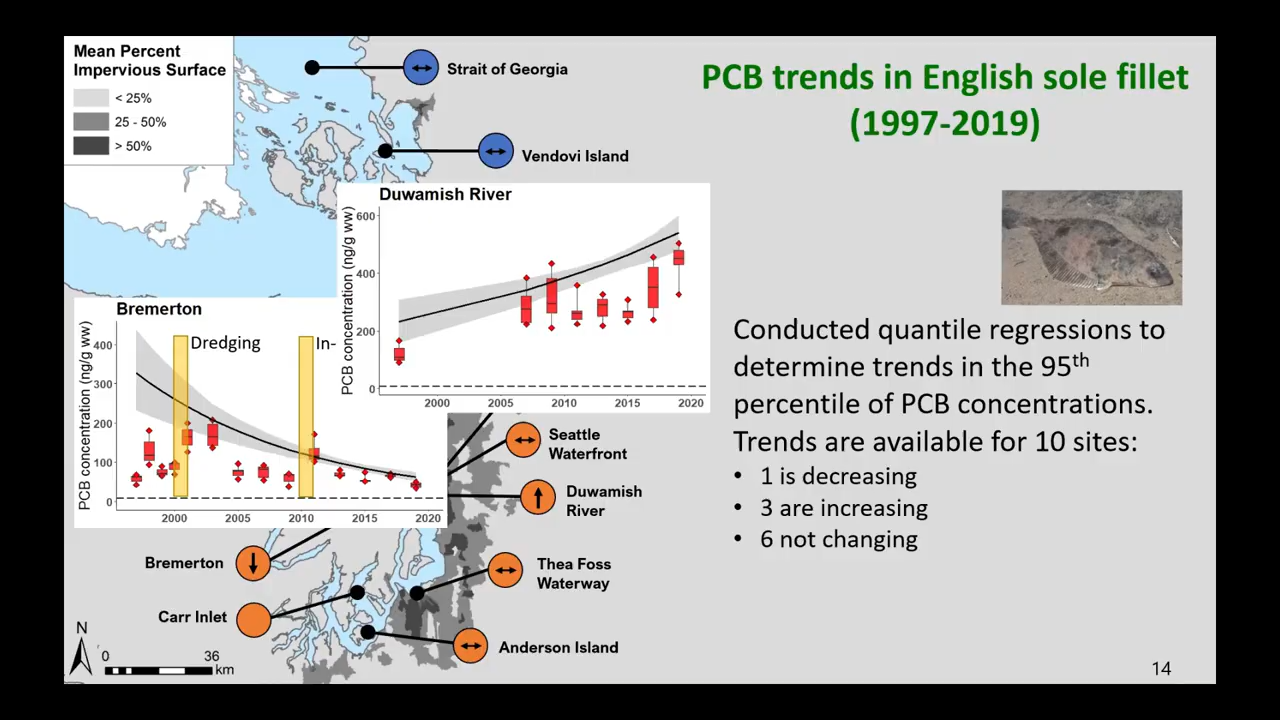 Mean Percent
Impervious Surface
< 25%
25 - 50%
> 50%
Strait of Georgia
Vendovi Island
PCB trends in English sole fillet
(1997-2019)
Duwamish River
PCB concentration (ng/g ww)
600
400
200
0
2000
2005
2010
2015
2020
Bremerton
PCB concentration (ng/g ww)
400
300
200
100
0
Dredging
In-
2000
2005
2010
2015
2020
Conducted quantile regressions to
determine trends in the 95th
percentile of PCB concentrations.
Trends are available for 10 sites:
• 1 is decreasing
• 3 are increasing
• 6 not changing
Seattle
Waterfront
Duwamish
River
Bremerton
Thea Foss
Waterway
Carr Inlet
Anderson Island
N
0
36
km
14